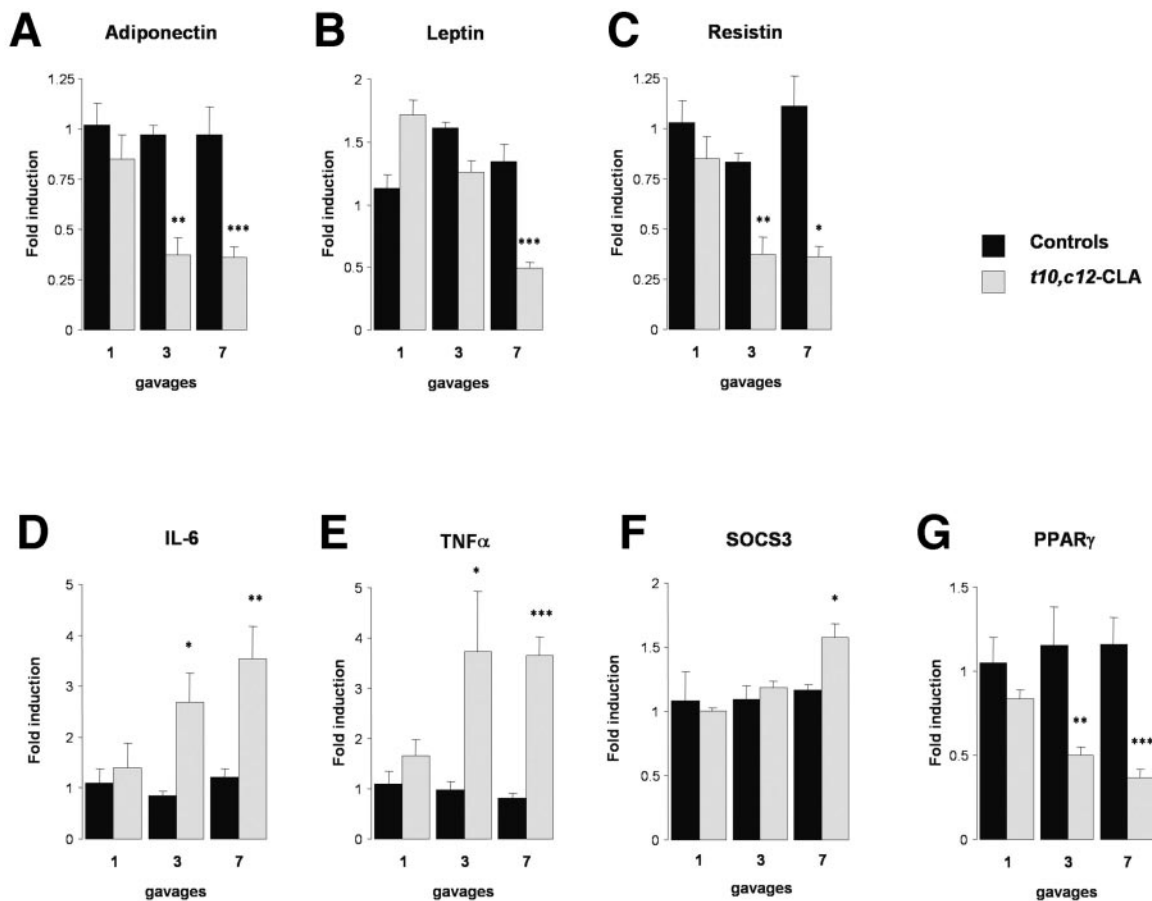 A Adiponectin
Fold induction
1.25
1
0.75
0.5
0.25
0
** ***
1 3 7
gavages
B Leptin
Fold induction
2
1.5
1
0.5
0
***
1 3 7
gavages
C Resistin
Fold induction
1.25
1
0.75
0.5
0.25
0
** *
1 3 7
gavages
Controls
t10,c12-CLA
D IL-6
Fold induction
5
4
3
2
1
0
* **
1 3 7
gavages
E TNFα
Fold induction
5
4
3
2
1
0
* ***
1 3 7
gavages
F SOCS3
Fold induction
2
1.5
1
0.5
0
*
1 3 7
gavages
G PPARγ
Fold induction
1.5
1
0.5
0
** ***
1 3 7
gavages